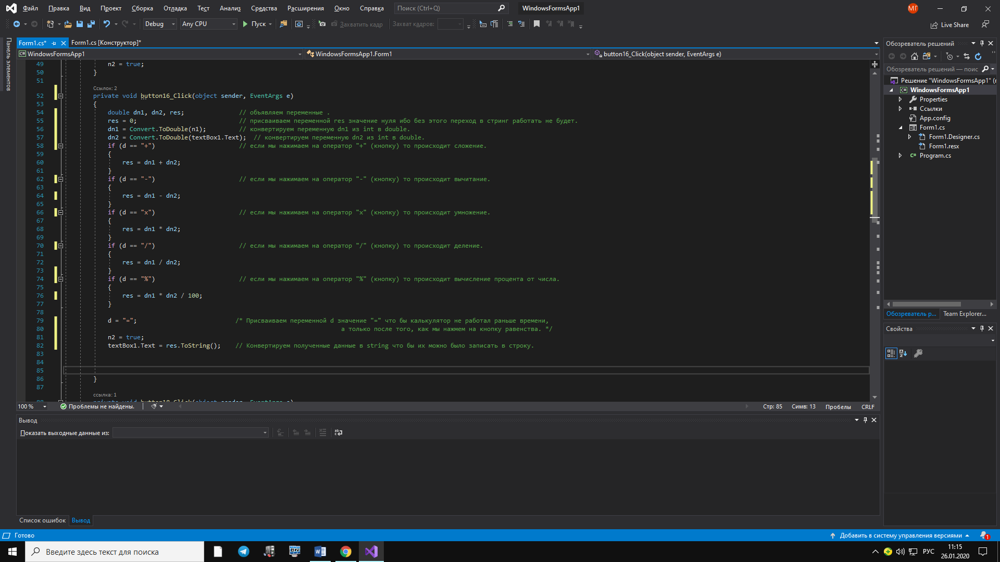 Файл Правка Вид Проект Сборка Отладка Тест Анализ Средства Расширения Окно Справка Поиск (Ctrl+Q) WindowsFormsApp1 МГ
Debug Any CPU Пуск Захватить кадр Захват кадров: Live Share
Панель элементов
Form1.cs* Form1.cs [Конструктор]*
C# WindowsFormsApp1 WindowsFormsApp1.Form1 button16_Click(object sender, EventArgs e)
49 n2 = true;
50 }
51
Ссылок: 2
52 private void button16_Click(object sender, EventArgs e)
53 {
54 double dn1, dn2, res; // объявляем переменные .
55 res = 0; // присваиваем переменной res значение нуля ибо без этого переход в стринг работать не будет.
56 dn1 = Convert.ToDouble(n1); // конвертируем переменную dn1 из int в double.
57 dn2 = Convert.ToDouble(textBox1.Text); // конвертируем переменную dn2 из int в double.
58 if (d == "+") // если мы нажимаем на оператор "+" (кнопку) то происходит сложение.
59 {
60 res = dn1 + dn2;
61 }
62 if (d == "-") // если мы нажимаем на оператор "-" (кнопку) то происходит вычитание.
63 {
64 res = dn1 - dn2;
65 }
66 if (d == "x") // если мы нажимаем на оператор "x" (кнопку) то происходит умножение.
67 {
68 res = dn1 * dn2;
69 }
70 if (d == "/") // если мы нажимаем на оператор "/" (кнопку) то происходит деление.
71 {
72 res = dn1 / dn2;
73 }
74 if (d == "%") // если мы нажимаем на оператор "%" (кнопку) то происходит вычисление процента от числа.
75 {
76 res = dn1 * dn2 / 100;
77 }
78
79 d = "="; /* Присваиваем переменной d значение "=" что бы калькулятор не работал раньше времени,
80 а только после того, как мы нажмем на кнопку равенства. */
81 n2 = true;
82 textBox1.Text = res.ToString(); // Конвертируем полученные данные в string что бы их можно было записать в строку.
83
84
85
86 }
87
ссылка: 1
88 private void button18_Click(object sender, EventArgs e)
100 % Проблемы не найдены. Стр: 85 Симв: 13 Пробелы CRLF
Вывод
Показать выходные данные из:
Список ошибок Вывод
Обозреватель решений
Обозреватель решений — поис
Решение "WindowsFormsApp1" (
C# WindowsFormsApp1
Properties
Ссылки
App.config
Form1.cs
Form1.Designer.cs
Form1.resx
C# Program.cs
Обозреватель р... Team Explorer...
Свойства
Готово Добавить в систему управления версиями 1
Введите здесь текст для поиска РУС 11:15
26.01.2020